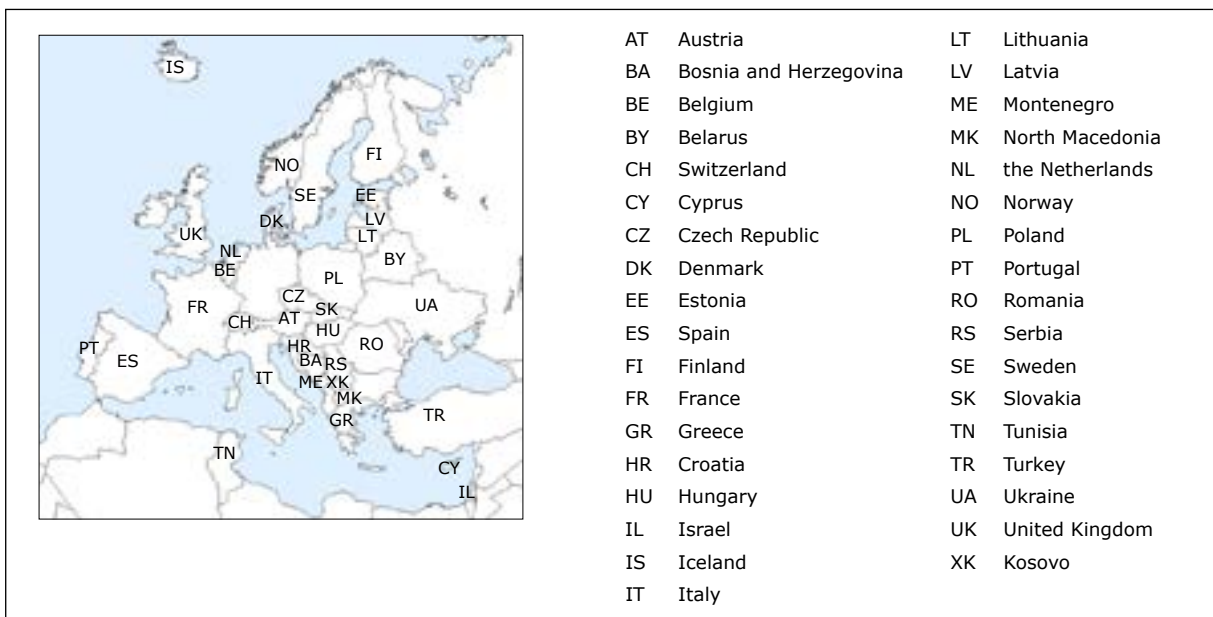 IS
NO
FI
SE
EE
DK
LV
LT
UK
NL
BE
BY
PL
CZ
SK
UA
FR
CH
AT
HU
RO
HR
BA
RS
PT
ES
IT
ME
XK
MK
GR
TR
TN
CY
IL
AT Austria
BA Bosnia and Herzegovina
BE Belgium
BY Belarus
CH Switzerland
CY Cyprus
CZ Czech Republic
DK Denmark
EE Estonia
ES Spain
FI Finland
FR France
GR Greece
HR Croatia
HU Hungary
IL Israel
IS Iceland
IT Italy
LT Lithuania
LV Latvia
ME Montenegro
MK North Macedonia
NL the Netherlands
NO Norway
PL Poland
PT Portugal
RO Romania
RS Serbia
SE Sweden
SK Slovakia
TN Tunisia
TR Turkey
UA Ukraine
UK United Kingdom
XK Kosovo